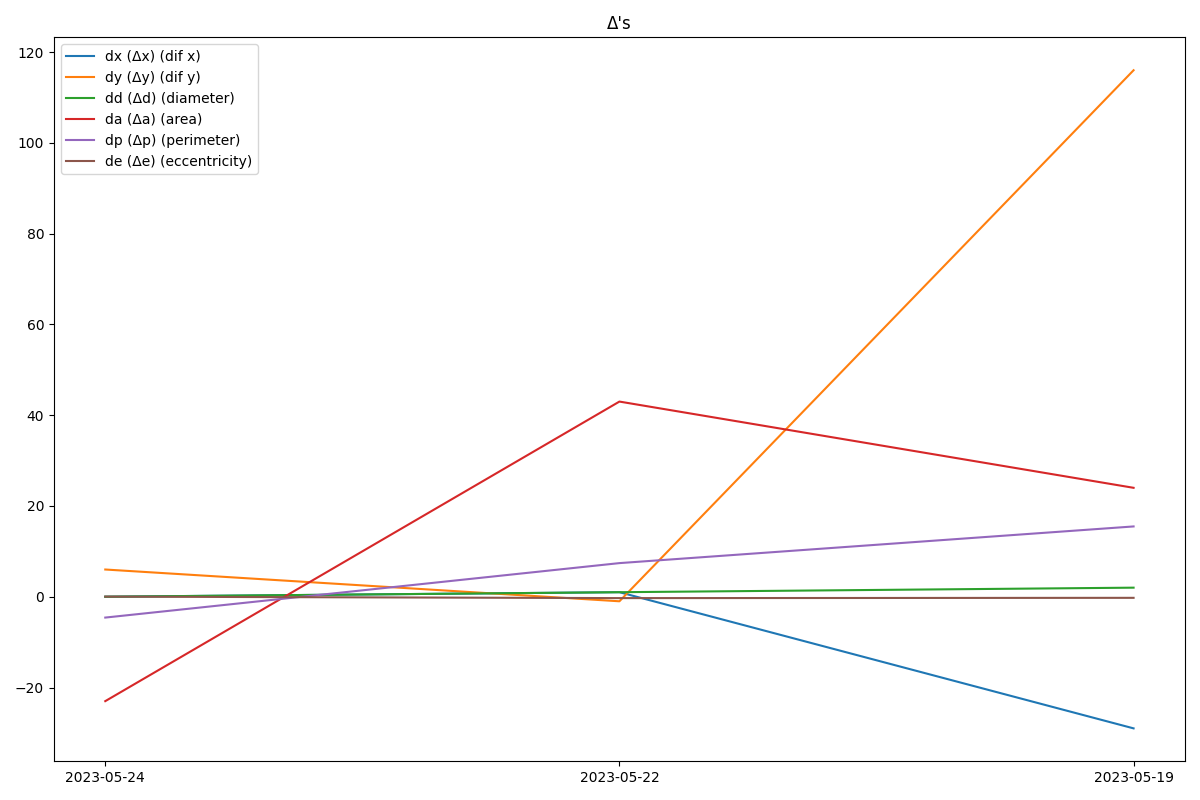 Δ's
dx (Δx) (dif x)
dy (Δy) (dif y)
dd (Δd) (diameter)
da (Δa) (area)
dp (Δp) (perimeter)
de (Δe) (eccentricity)
120
100
80
60
40
20
0
−20
2023-05-24 2023-05-22 2023-05-19